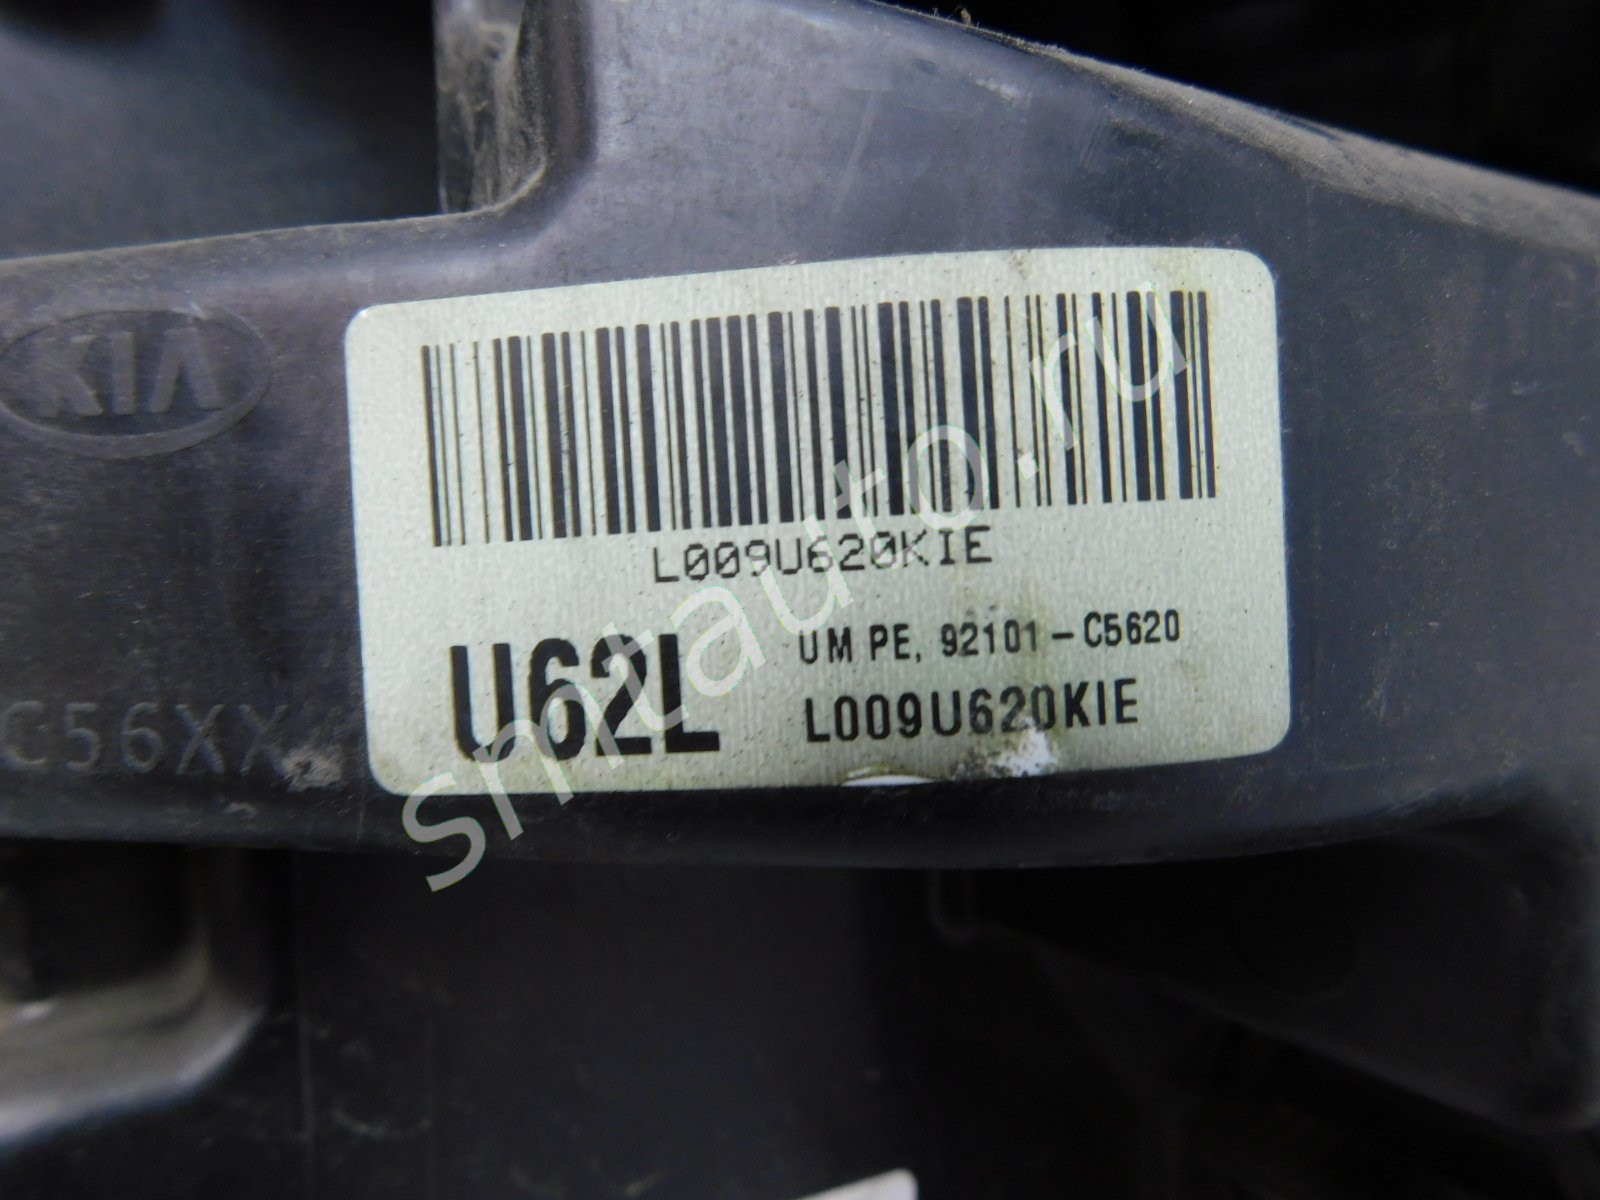 KIA
L009U620KIE
U62L
UM PE, 92101-C5620
L009U620KIE
C56XX
smtauto.ru